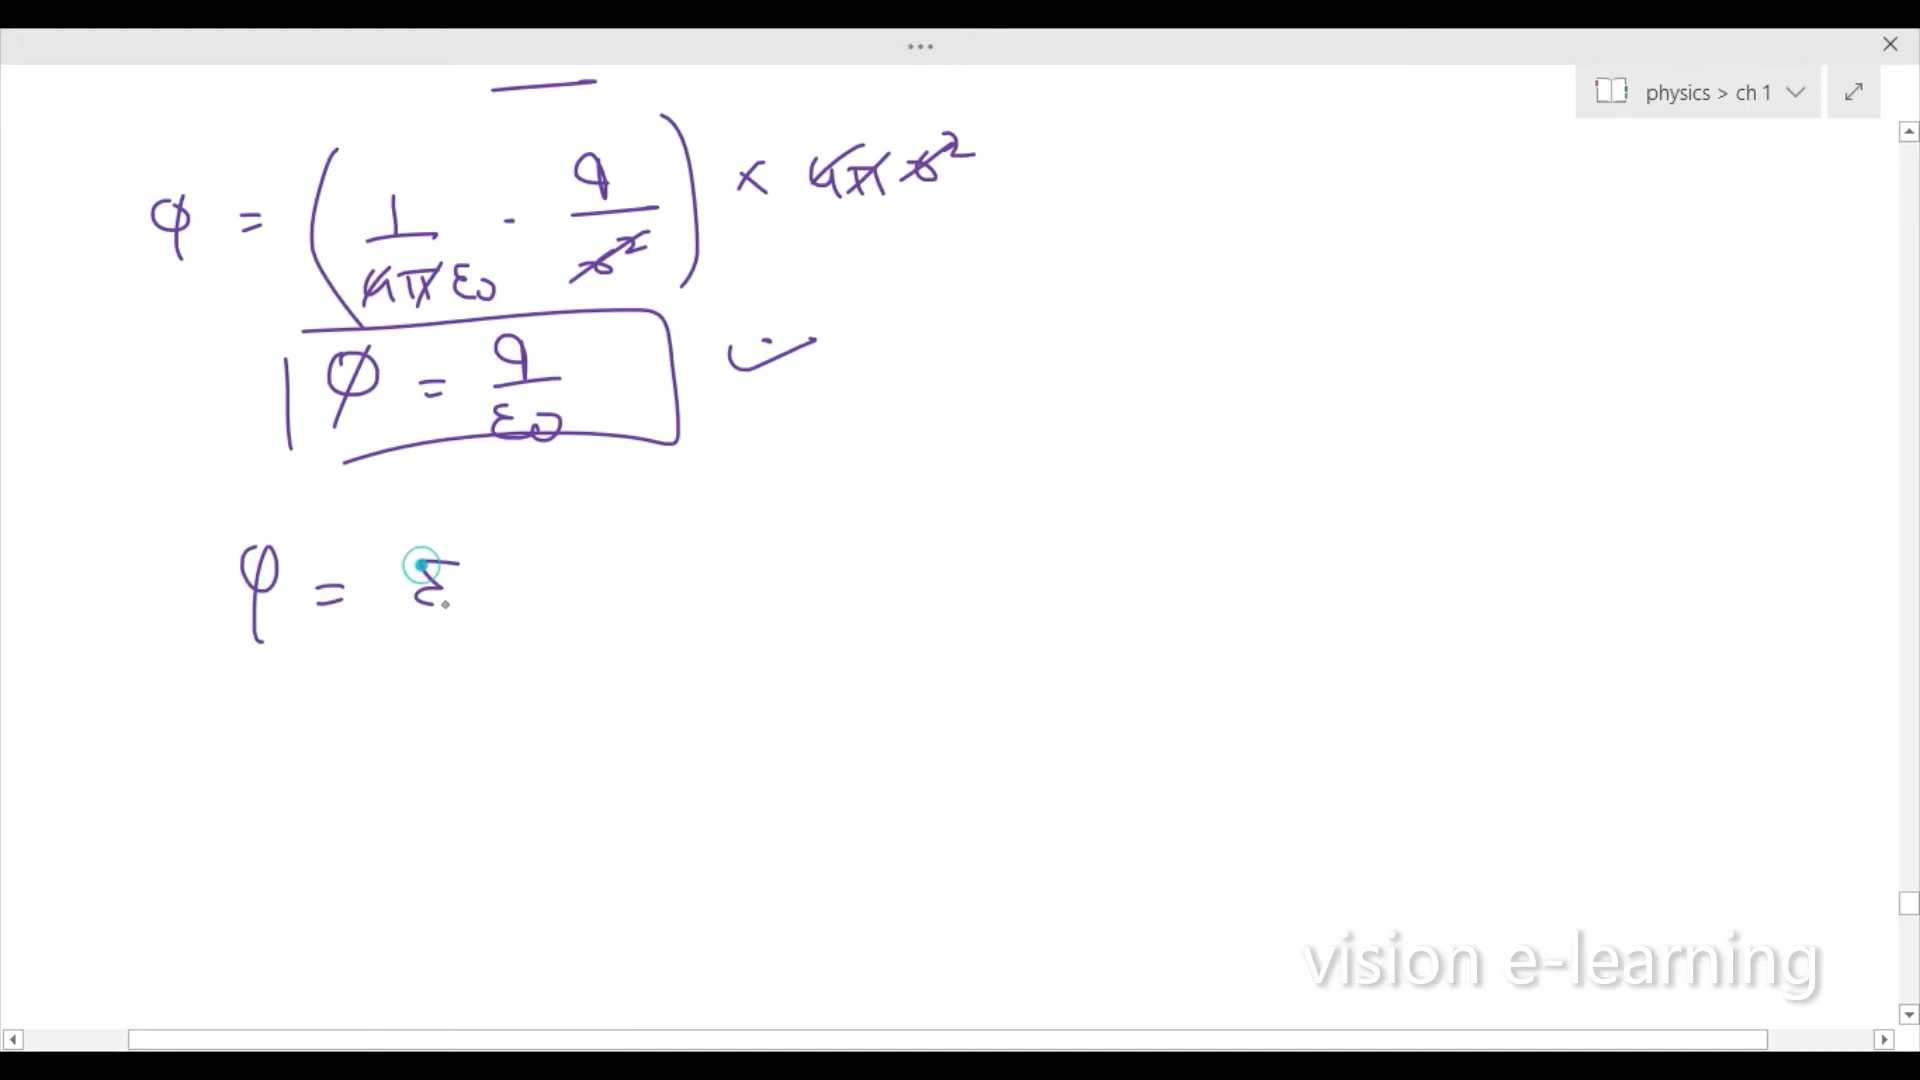 physics > ch 1
φ = (1/4πε0 · q/r²) × 4πr²
φ = q/ε0
φ = Σ
vision e-learning